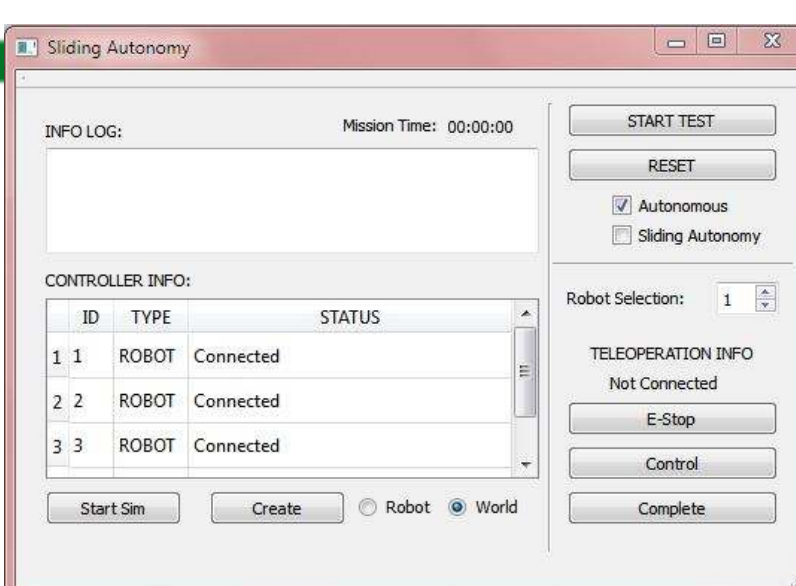 Sliding Autonomy
INFO LOG:
Mission Time: 00:00:00
CONTROLLER INFO:
ID TYPE STATUS
1 1 ROBOT Connected
2 2 ROBOT Connected
3 3 ROBOT Connected
Start Sim Create Robot World
START TEST
RESET
Autonomous
Sliding Autonomy
Robot Selection: 1
TELEOPERATION INFO
Not Connected
E-Stop
Control
Complete